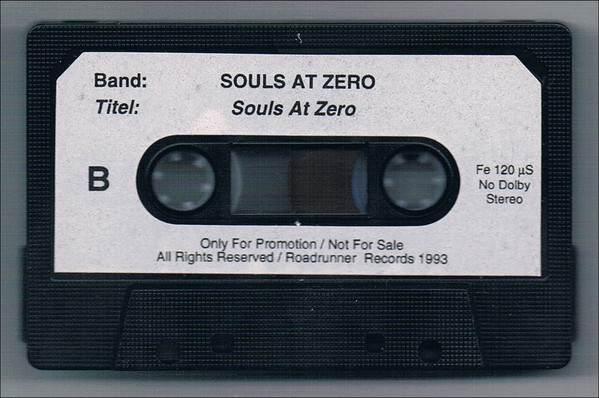 Band: SOULS AT ZERO
Titel: Souls At Zero
B
Fe 120 µS
No Dolby
Stereo
Only For Promotion / Not For Sale
All Rights Reserved / Roadrunner Records 1993